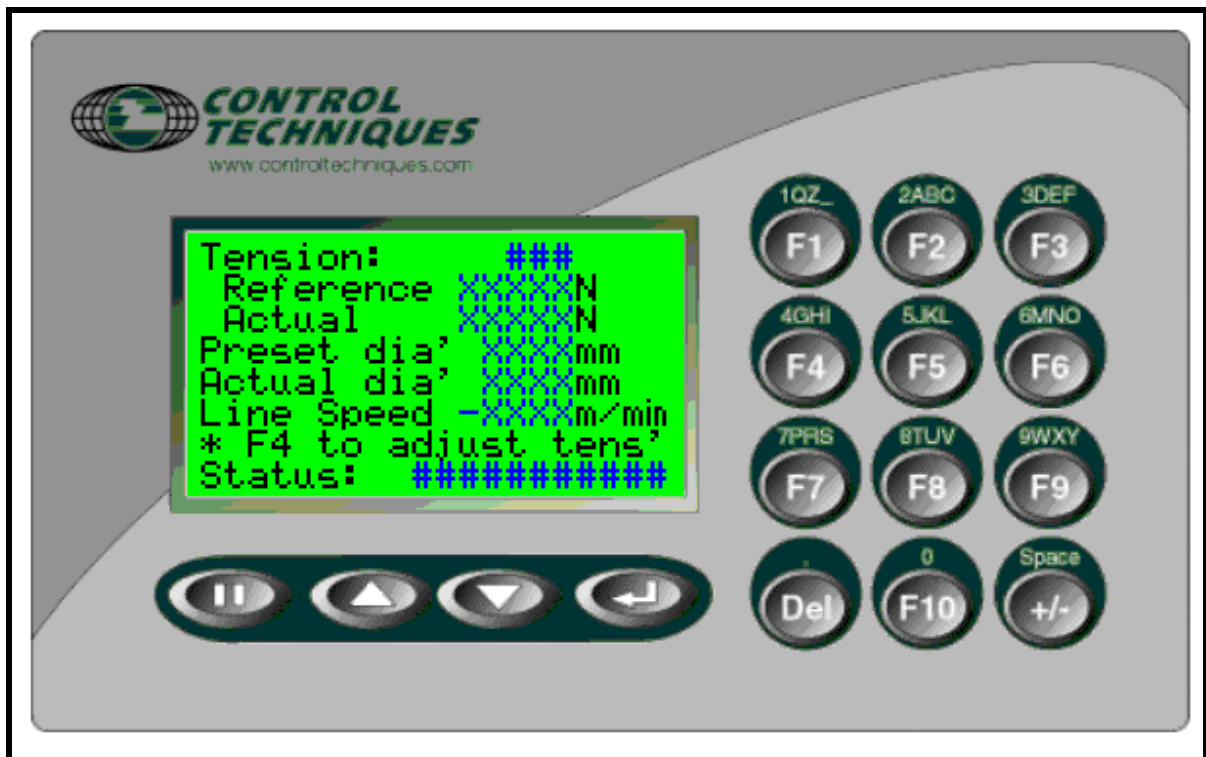 CONTROL
TECHNIQUES
www.controltechniques.com
Tension: ###
Reference XXXXXN
Actual XXXXXN
Preset dia' XXXXmm
Actual dia' XXXXmm
Line Speed -XXXXm/min
* F4 to adjust tens'
Status: ###########
1QZ_ 2ABC 3DEF
F1 F2 F3
4GHI 5JKL 6MNO
F4 F5 F6
7PRS 8TUV 9WXY
F7 F8 F9
. 0 Space
Del F10 +/-